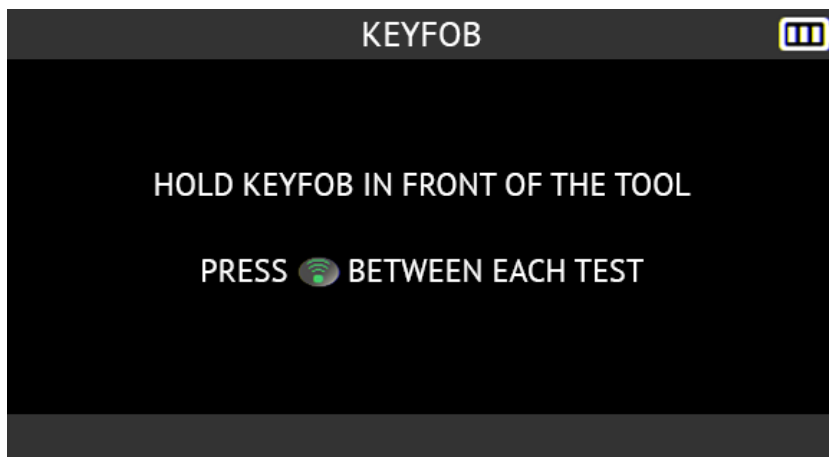 KEYFOB
HOLD KEYFOB IN FRONT OF THE TOOL
PRESS BETWEEN EACH TEST